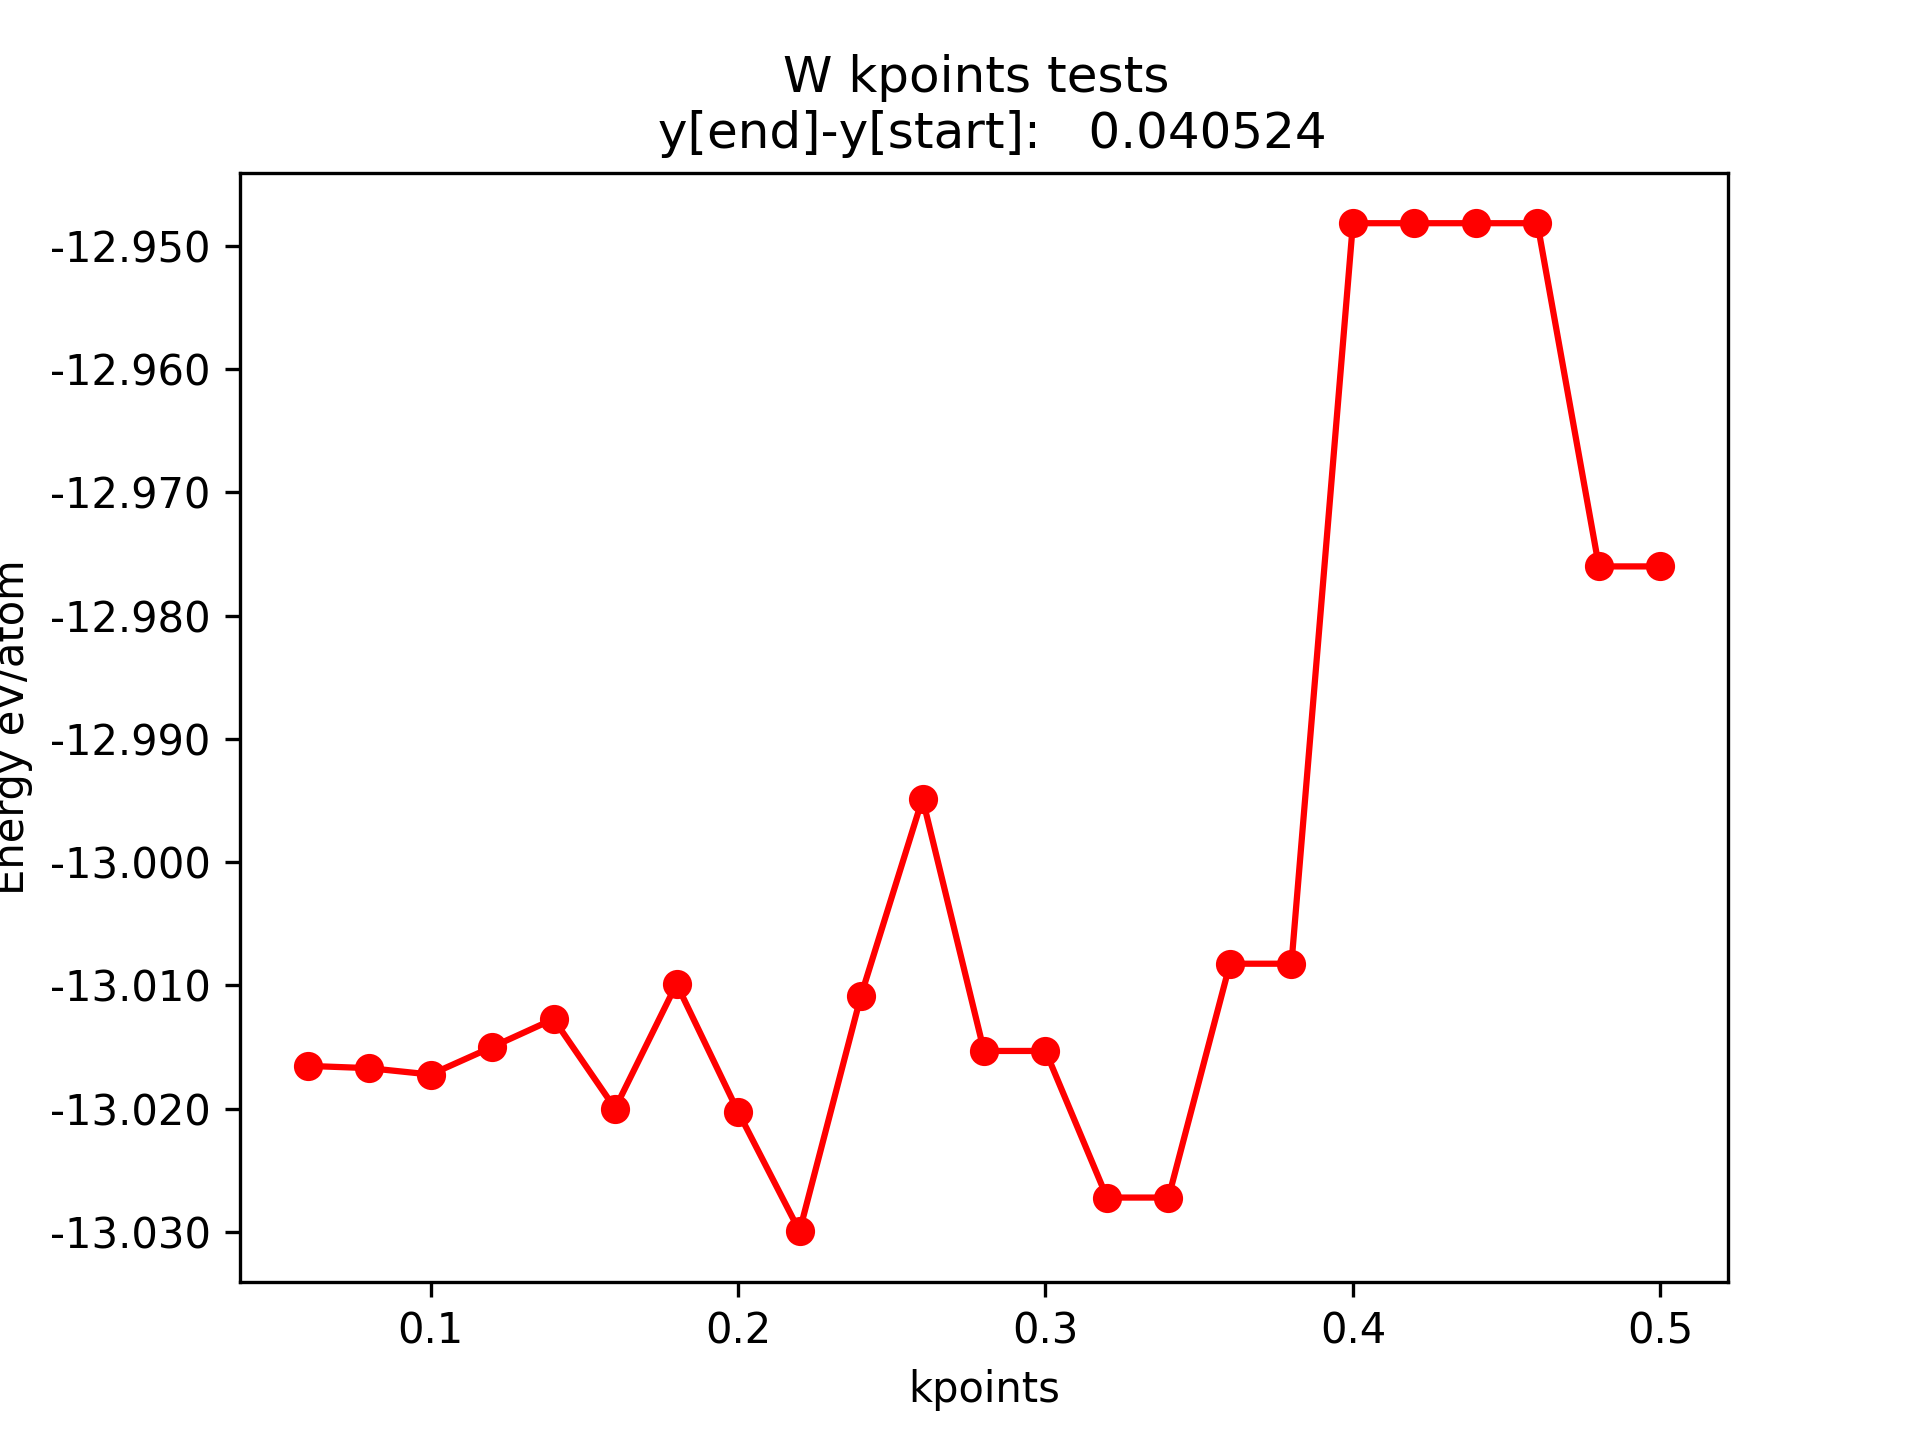 W kpoints tests
y[end]-y[start]: 0.040524
-12.950
-12.960
-12.970
-12.980
-12.990
-13.000
-13.010
-13.020
-13.030
Energy eV/atom
0.1 0.2 0.3 0.4 0.5
kpoints